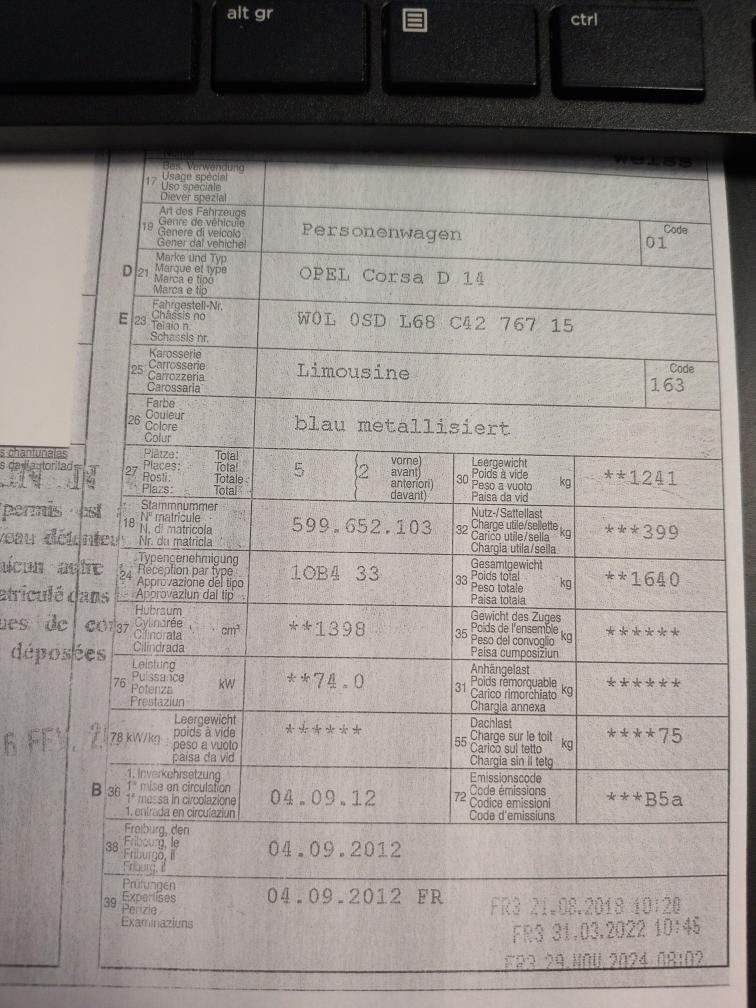 alt gr
ctrl
weiss
Bes. Verwendung
17 Usage spécial
Uso speciale
Diever spezial
Art des Fahrzeugs
19 Genre de véhicule
Genere di veicolo
Gener dal vehichel
Personenwagen
Code
01
Marke und Typ
D 21 Marque et type
Marca e tipo
Marca e tip
OPEL Corsa D 14
Fahrgestell-Nr.
E 23 Châssis no
Telaio n.
Schassis nr.
W0L 0SD L68 C42 767 15
Karosserie
25 Carrosserie
Carrozzeria
Carossaria
Limousine
Code
163
Farbe
26 Couleur
Colore
Colur
blau metallisiert
Plätze: Total
27 Places: Total
Posti: Totale
Plazs: Total
5 (2
vorne)
avant)
anteriori)
davant)
Leergewicht
30 Poids à vide kg
Peso a vuoto
Paisa da vid
**1241
Stammnummer
18 N° matricule
N. di matricola
Nr. da matricla
599.652.103
Nutz-/Sattellast
32 Charge utile/sellette kg
Carico utile/sella
Chargia utila/sella
***399
Typengenehmigung
24 Réception par type
Approvazione del tipo
Approvaziun dal tip
1OB4 33
Gesamtgewicht
33 Poids total kg
Peso totale
Paisa totala
**1640
Hubraum
37 Cylindrée cm³
Cilindrata
Cilindrada
**1398
Gewicht des Zuges
35 Poids de l'ensemble kg
Peso del convoglio
Paisa cumposiziun
******
Leistung
76 Puissance kW
Potenza
Prestaziun
**74.0
Anhängelast
31 Poids remorquable kg
Carico rimorchiato
Chargia annexa
******
Leergewicht
78 kW/kg poids à vide
peso a vuoto
paisa da vid
******
Dachlast
55 Charge sur le toit kg
Carico sul tetto
Chargia sin il tetg
****75
1. Inverkehrsetzung
B 36 1re mise en circulation
1a messa in circolazione
1. entrada en circulaziun
04.09.12
Emissionscode
72 Code émissions
Codice emissioni
Code d'emissiuns
***B5a
Freiburg, den
38 Fribourg, le
Friburgo, il
Friburg, il
04.09.2012
Prüfungen
39 Expertises
Perizie
Examinaziuns
04.09.2012 FR
FR3 21.08.2018 10:20
FR3 31.03.2022 10:45
FR3 29 NOV 2024 08:02
s chantunalas
permis est
aucun autre
dans
déposées